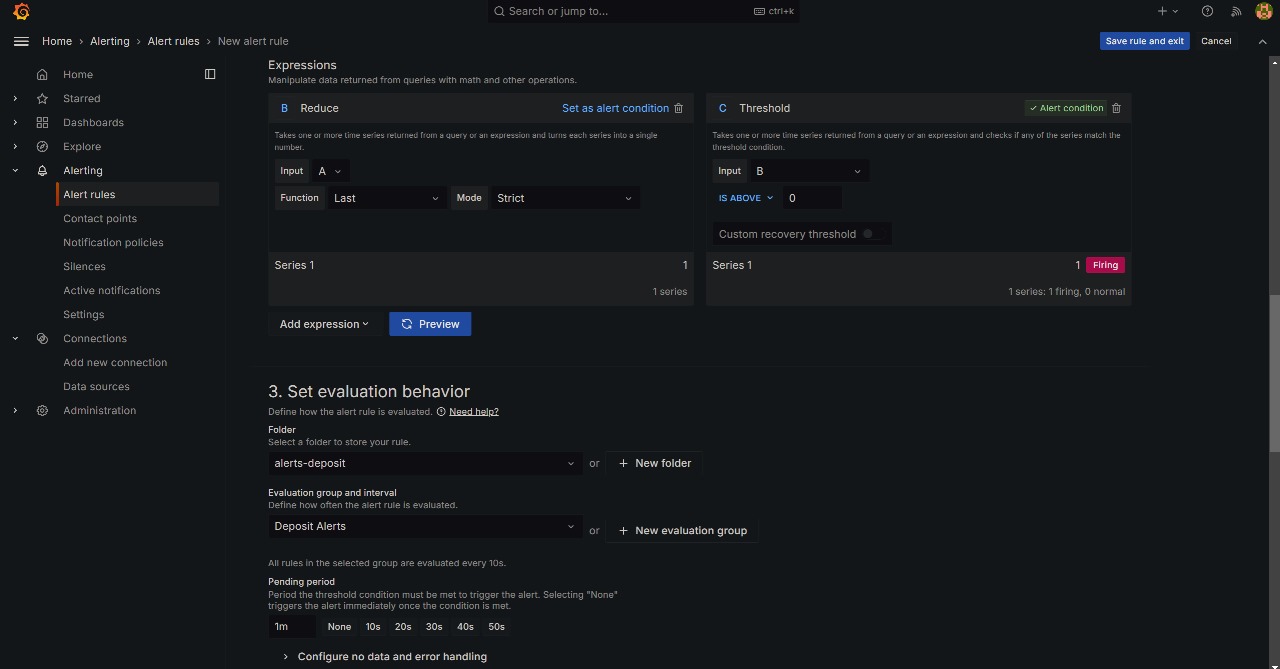 Search or jump to...
ctrl+k
Home › Alerting › Alert rules › New alert rule
Save rule and exit
Cancel
Home
Starred
Dashboards
Explore
Alerting
Alert rules
Contact points
Notification policies
Silences
Active notifications
Settings
Connections
Add new connection
Data sources
Administration
Expressions
Manipulate data returned from queries with math and other operations.
B Reduce
Set as alert condition
Takes one or more time series returned from a query or an expression and turns each series into a single
number.
Input A
Function Last Mode Strict
Series 1 1
1 series
C Threshold
Alert condition
Takes one or more time series returned from a query or an expression and checks if any of the series match the
threshold condition.
Input B
IS ABOVE 0
Custom recovery threshold
Series 1 1 Firing
1 series: 1 firing, 0 normal
Add expression
Preview
3. Set evaluation behavior
Define how the alert rule is evaluated. Need help?
Folder
Select a folder to store your rule.
alerts-deposit or + New folder
Evaluation group and interval
Define how often the alert rule is evaluated.
Deposit Alerts or + New evaluation group
All rules in the selected group are evaluated every 10s.
Pending period
Period the threshold condition must be met to trigger the alert. Selecting "None"
triggers the alert immediately once the condition is met.
1m None 10s 20s 30s 40s 50s
Configure no data and error handling